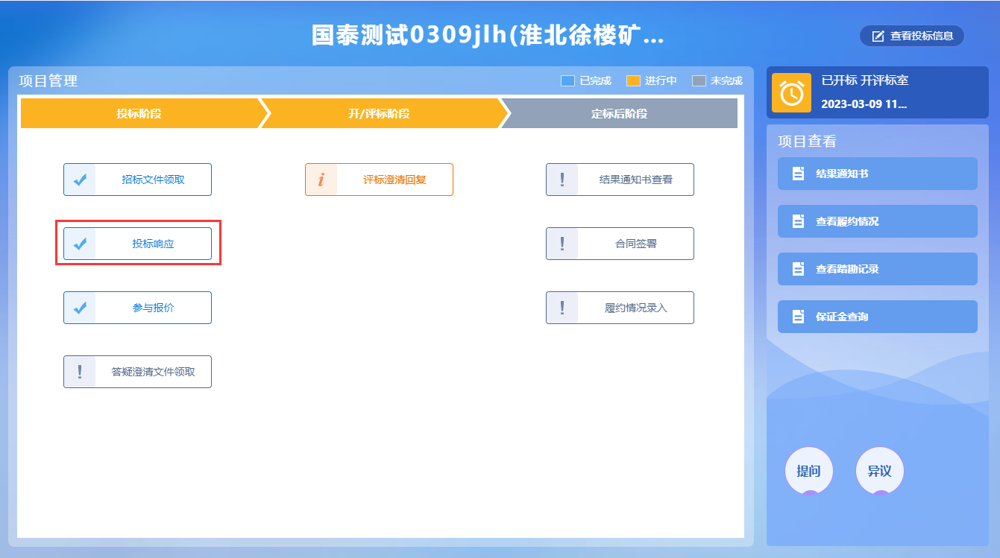 国泰测试0309jlh(淮北徐楼矿...
查看投标信息
项目管理
已完成
进行中
未完成
投标阶段
开/评标阶段
定标后阶段
招标文件领取
评标澄清回复
结果通知书查看
投标响应
合同签署
参与报价
履约情况录入
答疑澄清文件领取
已开标 开评标室
2023-03-09 11...
项目查看
结果通知书
查看履约情况
查看踏勘记录
保证金查询
提问
异议